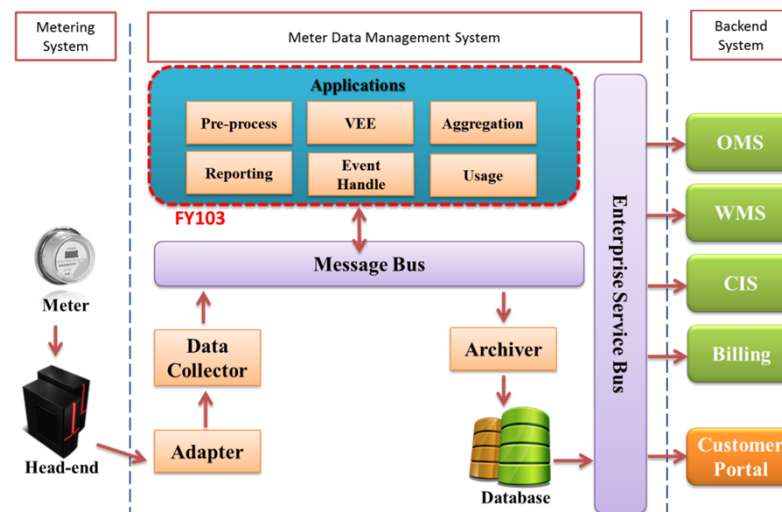 Metering
System
Meter Data Management System
Backend
System
Applications
Pre-process
VEE
Aggregation
Reporting
Event
Handle
Usage
FY103
Message Bus
Enterprise Service Bus
OMS
WMS
CIS
Billing
Customer
Portal
Meter
Data
Collector
Archiver
Head-end
Adapter
Database